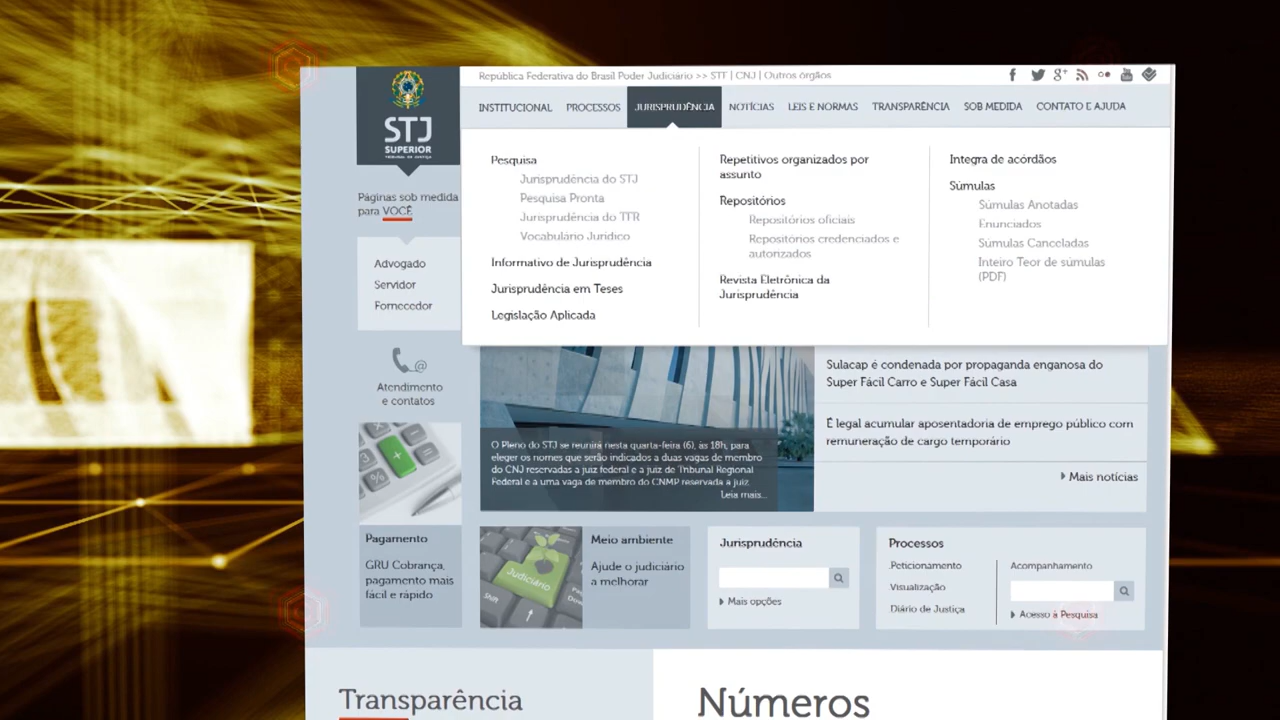 República Federativa do Brasil Poder Judiciário >> STF | CNJ | Outros órgãos
STJ
SUPERIOR
TRIBUNAL DA JUSTIÇA
INSTITUCIONAL PROCESSOS JURISPRUDÊNCIA NOTÍCIAS LEIS E NORMAS TRANSPARÊNCIA SOB MEDIDA CONTATO E AJUDA
Páginas sob medida
para VOCÊ
Advogado
Servidor
Fornecedor
Atendimento
e contatos
Pesquisa
Jurisprudência do STJ
Pesquisa Pronta
Jurisprudência do TFR
Vocabulário Jurídico
Informativo de Jurisprudência
Jurisprudência em Teses
Legislação Aplicada
Repetitivos organizados por
assunto
Repositórios
Repositórios oficiais
Repositórios credenciados e
autorizados
Revista Eletrônica da
Jurisprudência
Integra de acórdãos
Súmulas
Súmulas Anotadas
Enunciados
Súmulas Canceladas
Inteiro Teor de súmulas
(PDF)
O Pleno do STJ se reunirá nesta quarta-feira (6), às 18h, para
eleger os nomes que serão indicados a duas vagas de membro
do CNJ reservadas a juiz federal e a juiz de Tribunal Regional
Federal e a uma vaga de membro do CNMP reservada a juiz
Leia mais...
Sulacap é condenada por propaganda enganosa do
Super Fácil Carro e Super Fácil Casa
É legal acumular aposentadoria de emprego público com
remuneração de cargo temporário
Mais notícias
Pagamento
GRU Cobrança,
pagamento mais
fácil e rápido
Judiciário
Shift
Meio ambiente
Ajude o judiciário
a melhorar
Jurisprudência
Mais opções
Processos
Peticionamento
Visualização
Diário de Justiça
Acompanhamento
Acesso à Pesquisa
Transparência
Números